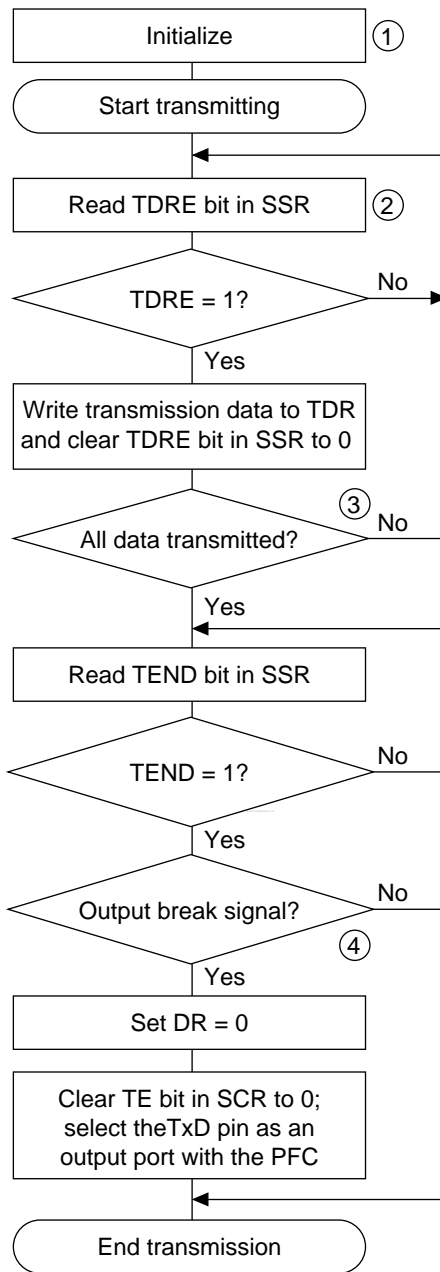 Initialize
1
Start transmitting
Read TDRE bit in SSR
2
TDRE = 1?
No
Yes
Write transmission data to TDR
and clear TDRE bit in SSR to 0
3
All data transmitted?
No
Yes
Read TEND bit in SSR
TEND = 1?
No
Yes
Output break signal?
No
4
Yes
Set DR = 0
Clear TE bit in SCR to 0;
select theTxD pin as an
output port with the PFC
End transmission